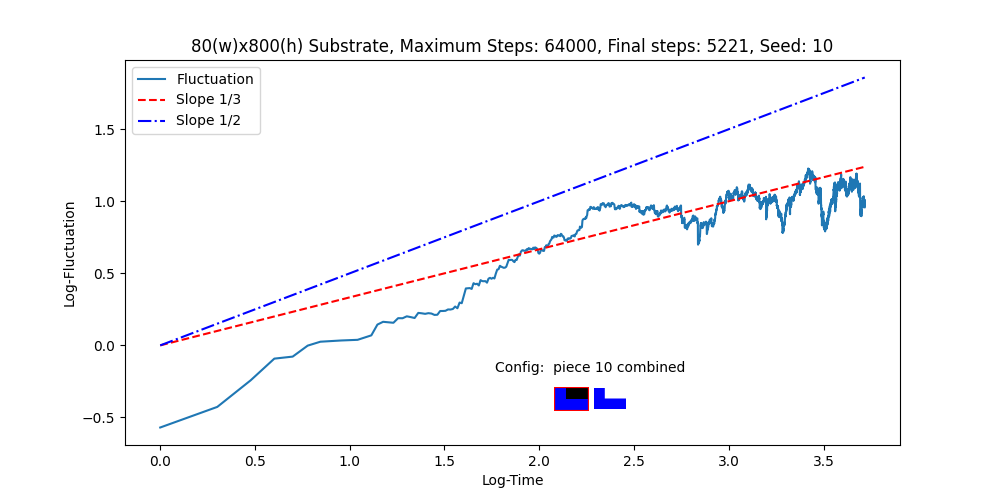 80(w)x800(h) Substrate, Maximum Steps: 64000, Final steps: 5221, Seed: 10
Fluctuation
Slope 1/3
Slope 1/2
1.5
1.0
0.5
0.0
−0.5
Log-Fluctuation
Config:  piece 10 combined
0.0 0.5 1.0 1.5 2.0 2.5 3.0 3.5
Log-Time